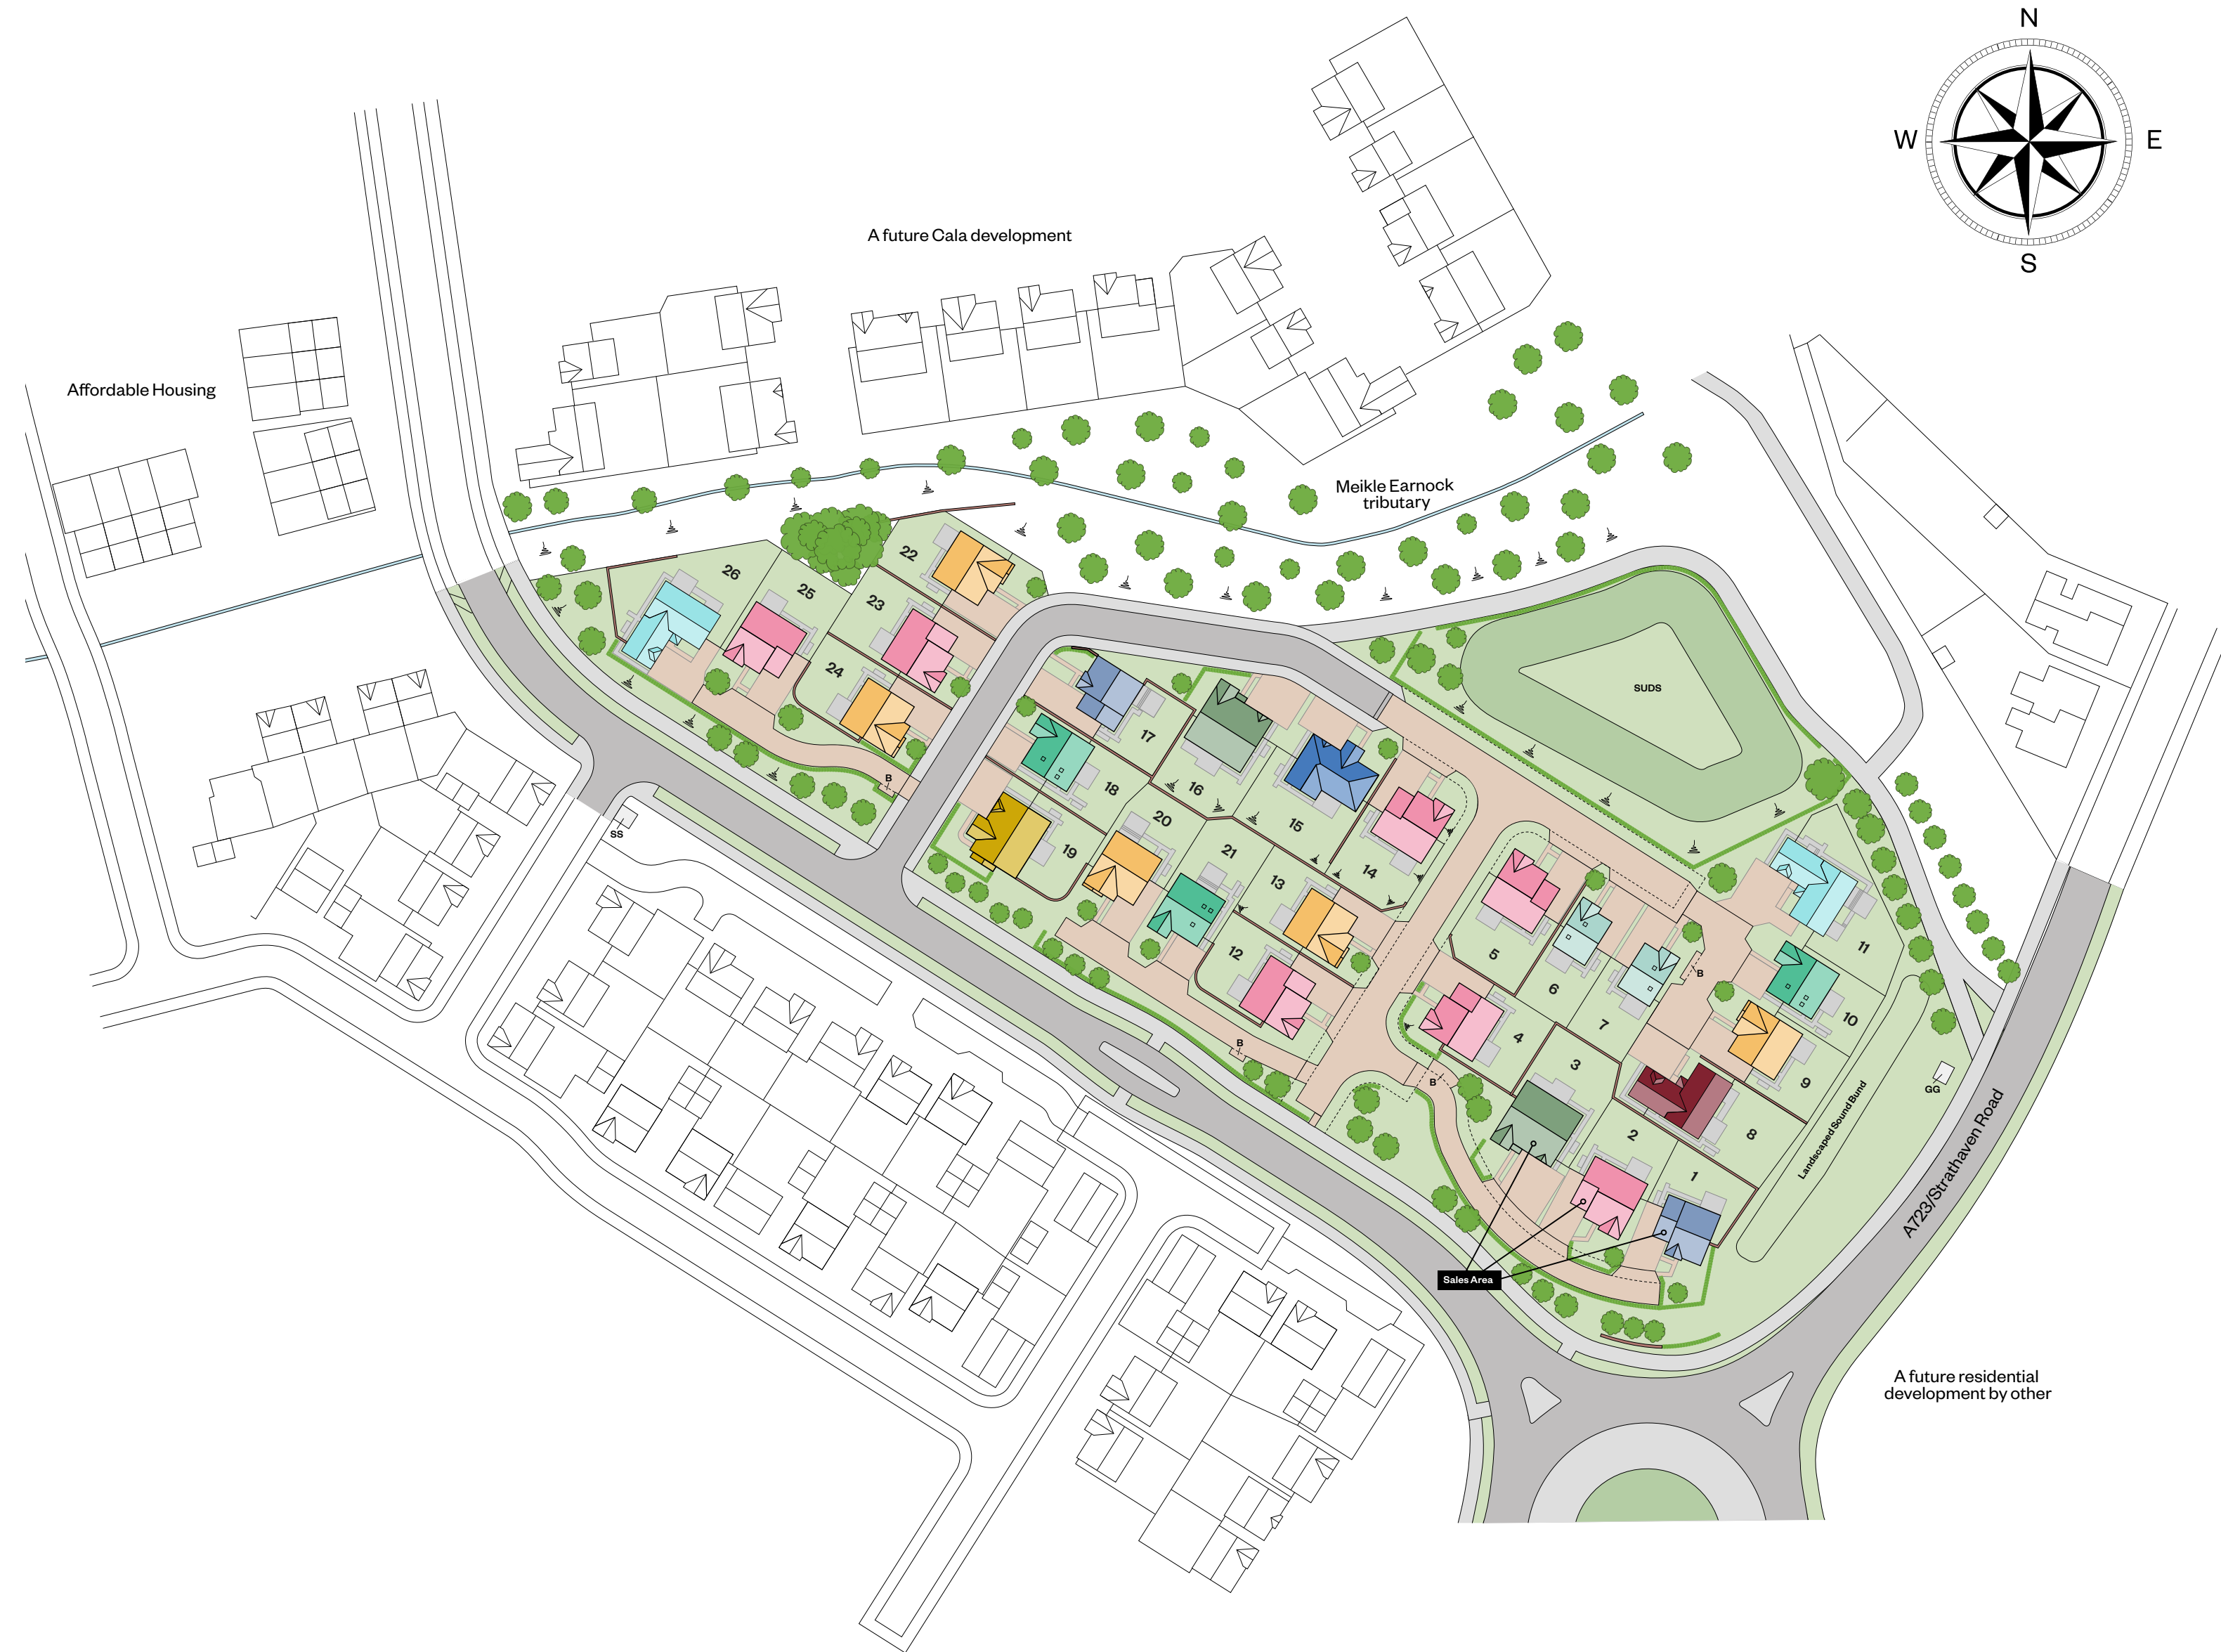 N
W
E
S
A future Cala development
Affordable Housing
Meikle Earnock
tributary
22
26
25
23
24
SUDS
17
16
18
15
20
21
19
14
13
12
B
SS
5
11
6
B
10
7
4
3
9
B
B
GG
8
2
1
Landscaped Sound Bund
A723/Strathaven Road
Sales Area
A future residential
development by other